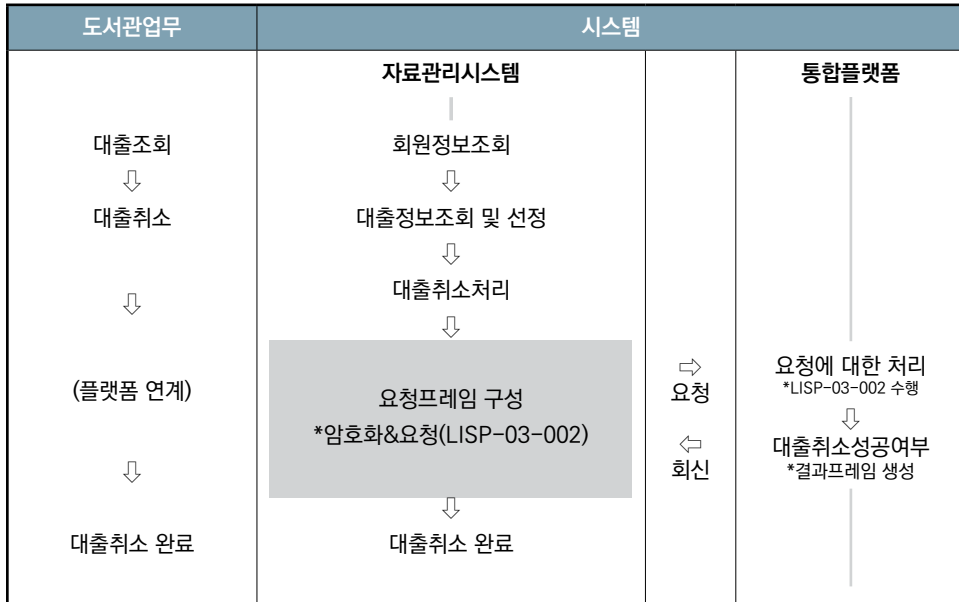 도서관업무
시스템
자료관리시스템
통합플랫폼
대출조회
회원정보조회
⇩
⇩
대출취소
대출정보조회 및 선정
⇩
대출취소처리
⇩
⇩
(플랫폼 연계)
요청프레임 구성
*암호화&요청(LISP-03-002)
⇨
요청
⇦
회신
요청에 대한 처리
*LISP-03-002 수행
⇩
대출취소성공여부
*결과프레임 생성
⇩
⇩
대출취소 완료
대출취소 완료